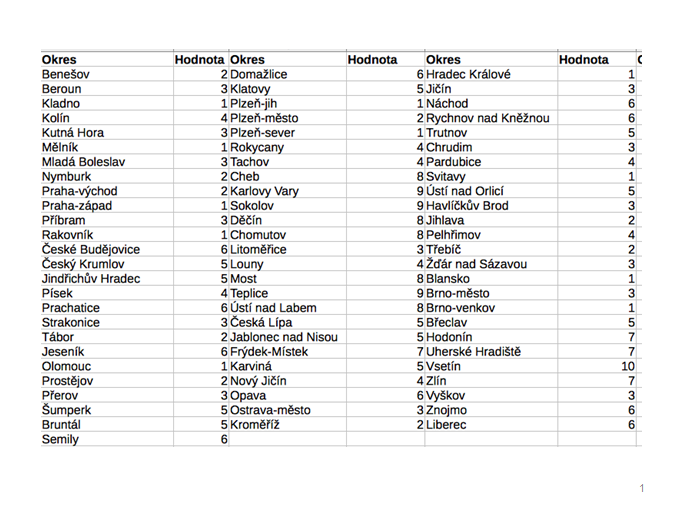 Okres Hodnota Okres Hodnota Okres Hodnota
Benešov 2 Domažlice 6 Hradec Králové 1
Beroun 3 Klatovy 5 Jičín 3
Kladno 1 Plzeň-jih 1 Náchod 6
Kolín 4 Plzeň-město 2 Rychnov nad Kněžnou 6
Kutná Hora 3 Plzeň-sever 1 Trutnov 5
Mělník 1 Rokycany 4 Chrudim 3
Mladá Boleslav 3 Tachov 4 Pardubice 4
Nymburk 2 Cheb 8 Svitavy 1
Praha-východ 2 Karlovy Vary 9 Ústí nad Orlicí 5
Praha-západ 1 Sokolov 9 Havlíčkův Brod 3
Příbram 3 Děčín 8 Jihlava 2
Rakovník 1 Chomutov 8 Pelhřimov 4
České Budějovice 6 Litoměřice 3 Třebíč 2
Český Krumlov 5 Louny 4 Žďár nad Sázavou 3
Jindřichův Hradec 5 Most 8 Blansko 1
Písek 4 Teplice 9 Brno-město 3
Prachatice 6 Ústí nad Labem 8 Brno-venkov 1
Strakonice 3 Česká Lípa 5 Břeclav 5
Tábor 2 Jablonec nad Nisou 5 Hodonín 7
Jeseník 6 Frýdek-Místek 7 Uherské Hradiště 7
Olomouc 1 Karviná 5 Vsetín 10
Prostějov 2 Nový Jičín 4 Zlín 7
Přerov 3 Opava 6 Vyškov 3
Šumperk 5 Ostrava-město 3 Znojmo 6
Bruntál 5 Kroměříž 2 Liberec 6
Semily 6
1